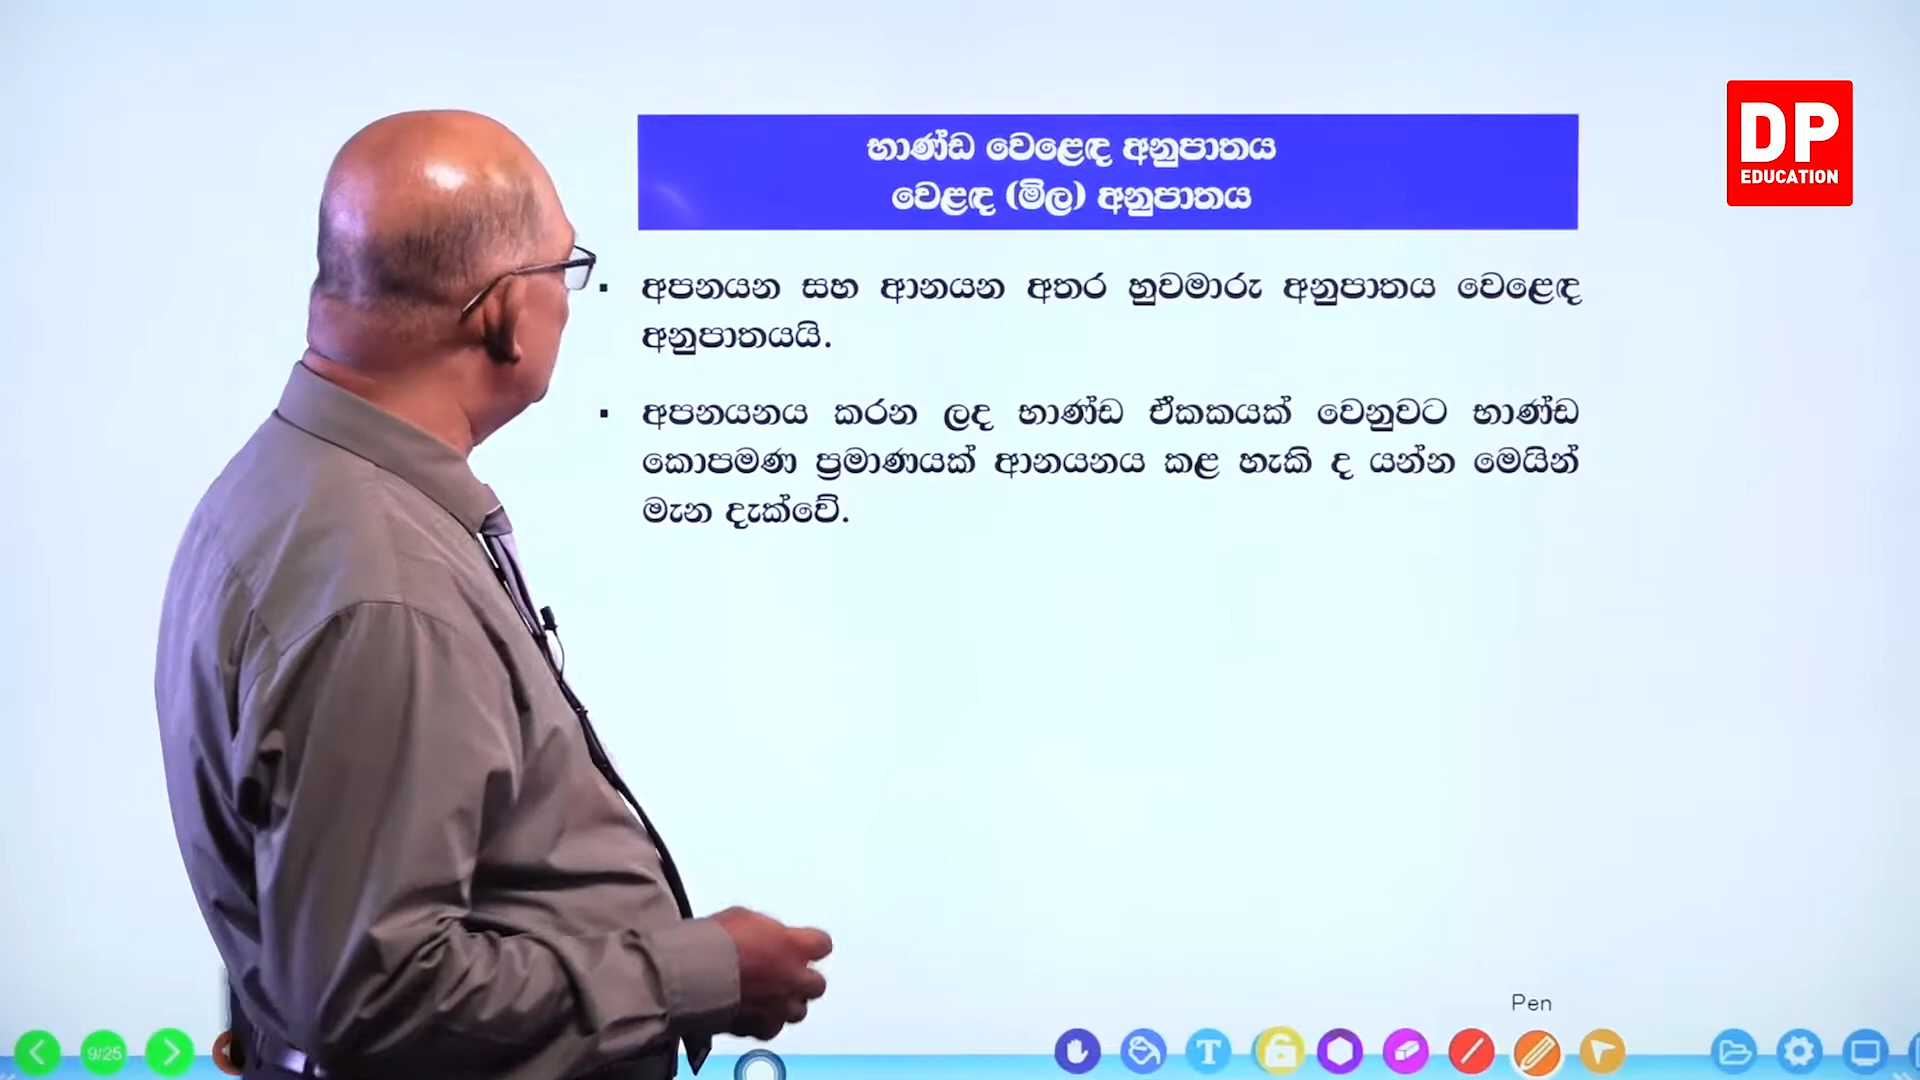 භාණ්ඩ වෙළෙඳ අනුපාතය
වෙළඳ (මිල) අනුපාතය
DP
EDUCATION
▪ අපනයන සහ ආනයන අතර හුවමාරු අනුපාතය වෙළෙඳ
අනුපාතයයි.
▪ අපනයනය කරන ලද භාණ්ඩ ඒකකයක් වෙනුවට භාණ්ඩ
කොපමණ ප්‍රමාණයක් ආනයනය කළ හැකි ද යන්න මෙයින්
මැන දැක්වේ.
Pen
9/25
T